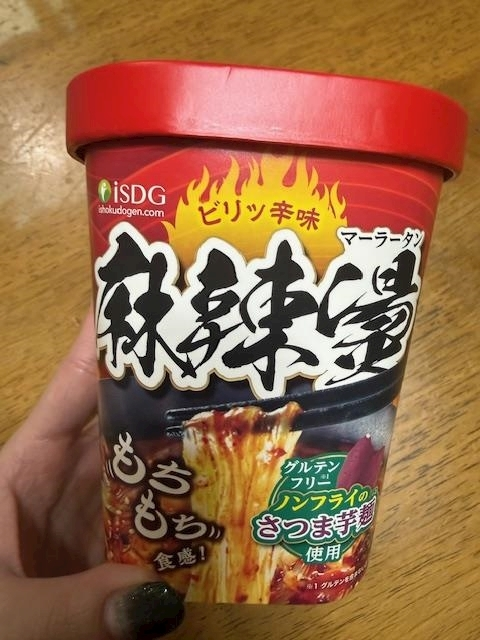 iSDG
ishokudogen.com
ビリッ辛味
マーラータン
麻辣湯
もち
もち
食感!
グルテン
フリー※1
ノンフライの
さつま芋麺
使用